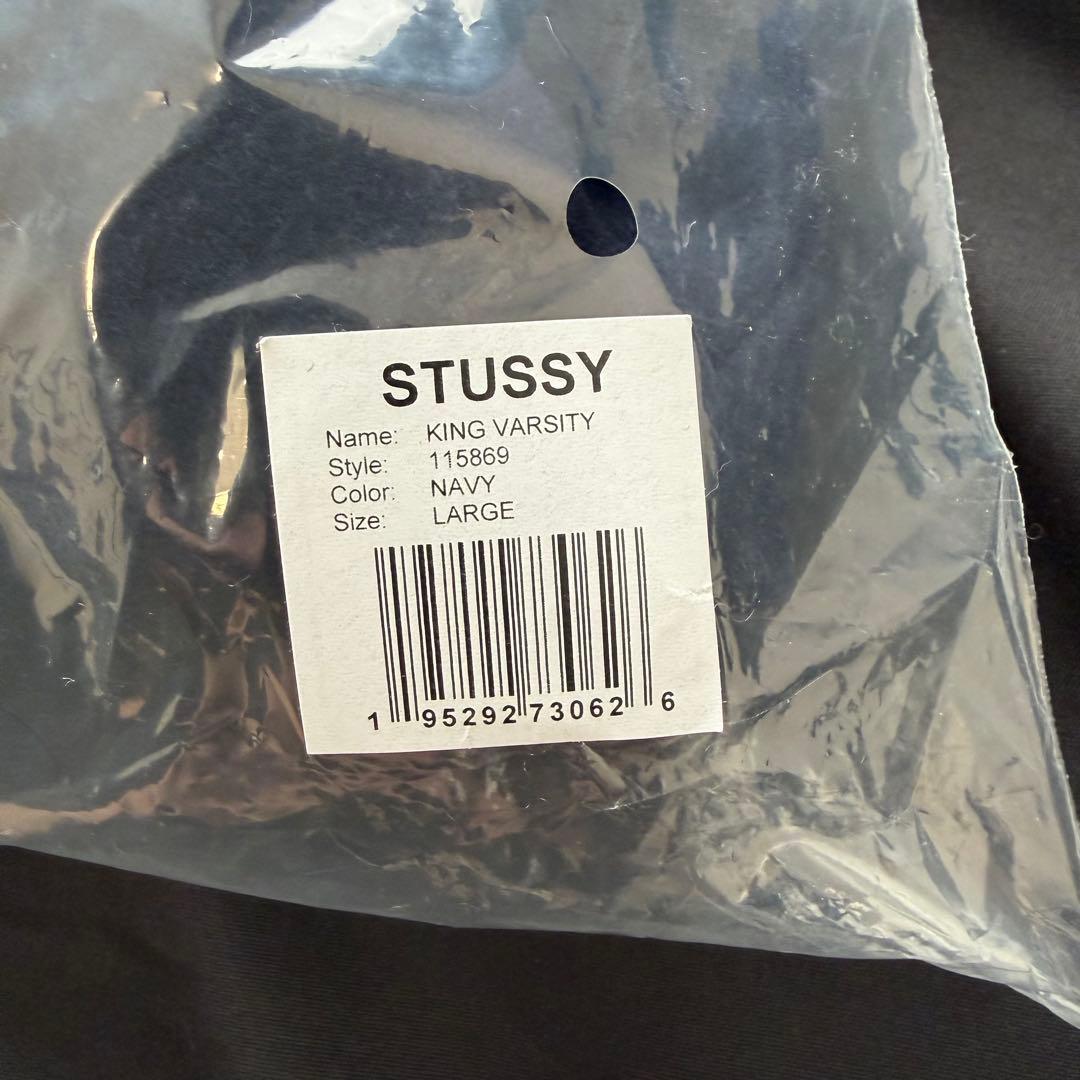 STUSSY
Name: KING VARSITY
Style: 115869
Color: NAVY
Size: LARGE
1 95292 73062 6